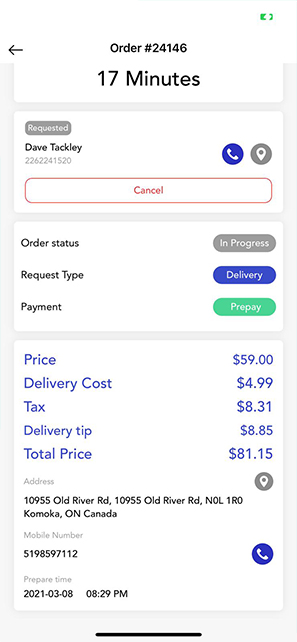 Order #24146
17 Minutes
Requested
Dave Tackley
2262241520
Cancel
Order status In Progress
Request Type Delivery
Payment Prepay
Price $59.00
Delivery Cost $4.99
Tax $8.31
Delivery tip $8.85
Total Price $81.15
Address
10955 Old River Rd, 10955 Old River Rd, N0L 1R0
Komoka, ON Canada
Mobile Number
5198597112
Prepare time
2021-03-08 08:29 PM